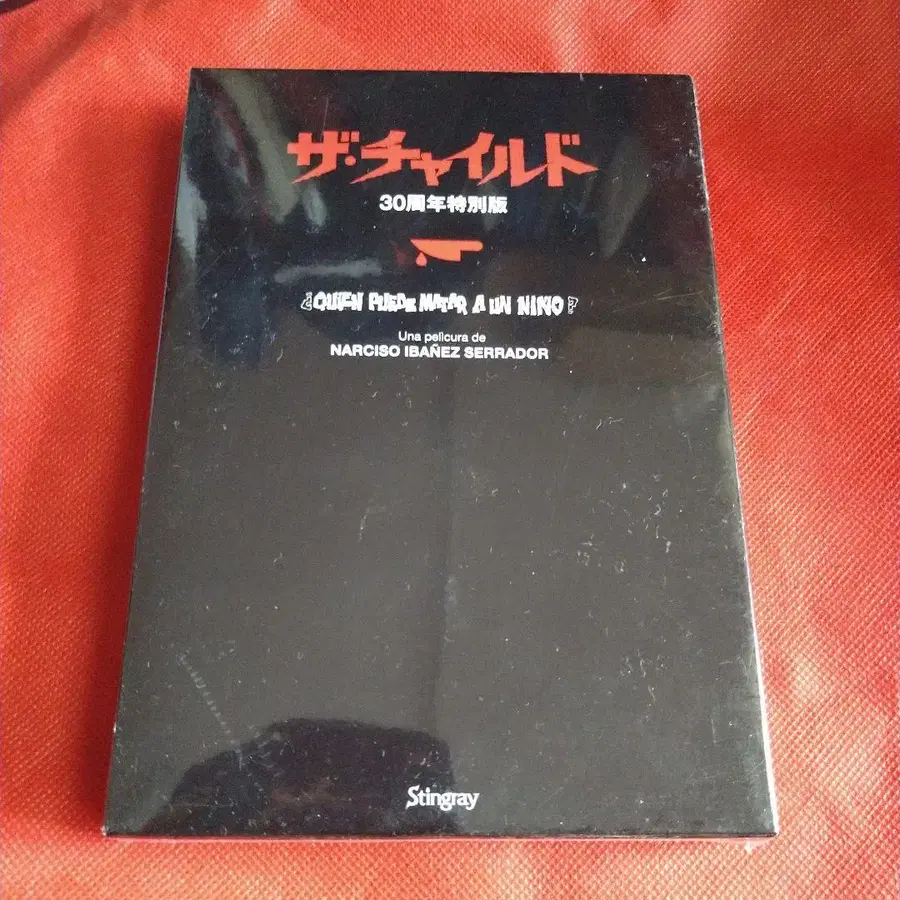 ザ・チャイルド
30周年特別版
¿QUIEN PUEDE MATAR A UN NINO?
Una pelicura de
NARCISO IBAÑEZ SERRADOR
Stingray